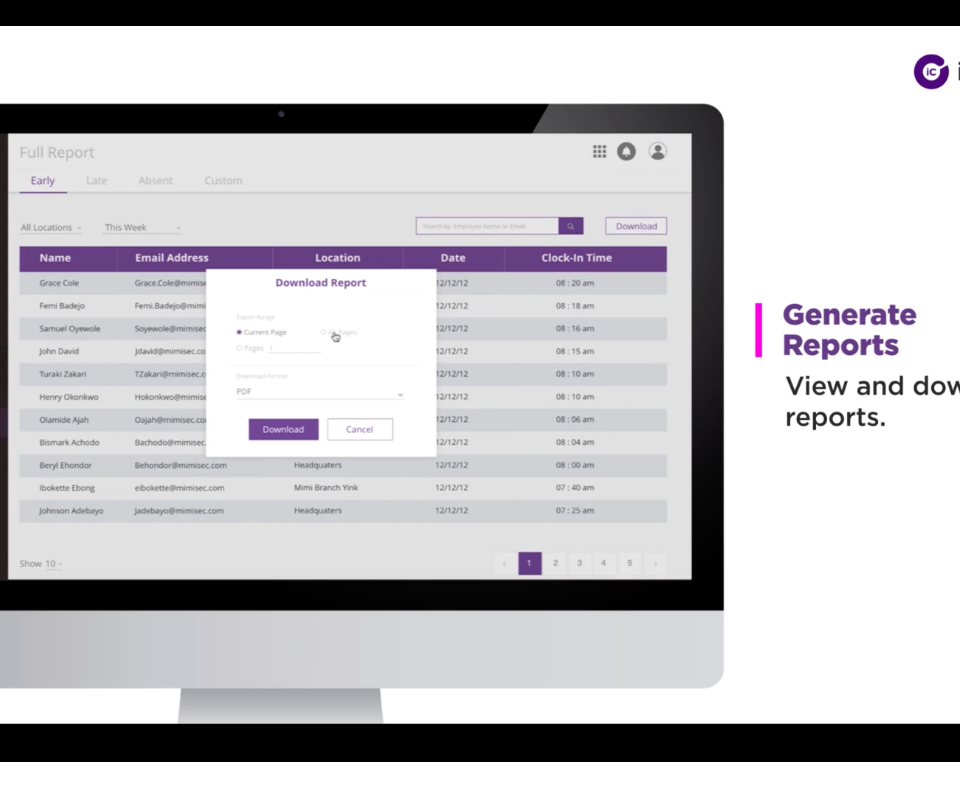 iC
Full Report
Early Late Absent Custom
All Locations This Week Search by Employee Name or Email Download
Name Email Address Location Date Clock-In Time
Grace Cole Grace.Cole@mimise 12/12/12 08 : 20 am
Femi Badejo Femi.Badejo@mimi 12/12/12 08 : 18 am
Samuel Oyewole Soyewole@mimisec 12/12/12 08 : 16 am
John David Jdavid@mimisec.co 12/12/12 08 : 15 am
Turaki Zakari TZakari@mimisec.c 12/12/12 08 : 10 am
Henry Okonkwo Hokonkwo@mimise 12/12/12 08 : 10 am
Olamide Ajah Oajah@mimisec.co 12/12/12 08 : 06 am
Bismark Achodo Bachodo@mimisec. 12/12/12 08 : 04 am
Beryl Ehondor Behondor@mimisec.com Headquaters 12/12/12 08 : 00 am
Ibokette Ebong eibokette@mimisec.com Mimi Branch Yink 12/12/12 07 : 40 am
Johnson Adebayo Jadebayo@mimisec.com Headquaters 12/12/12 07 : 25 am
Show 10
< 1 2 3 4 5 >
Download Report
Export Range
Current Page Pages
Pages 1
Download Format
PDF
Download Cancel
Generate
Reports
View and dow
reports.